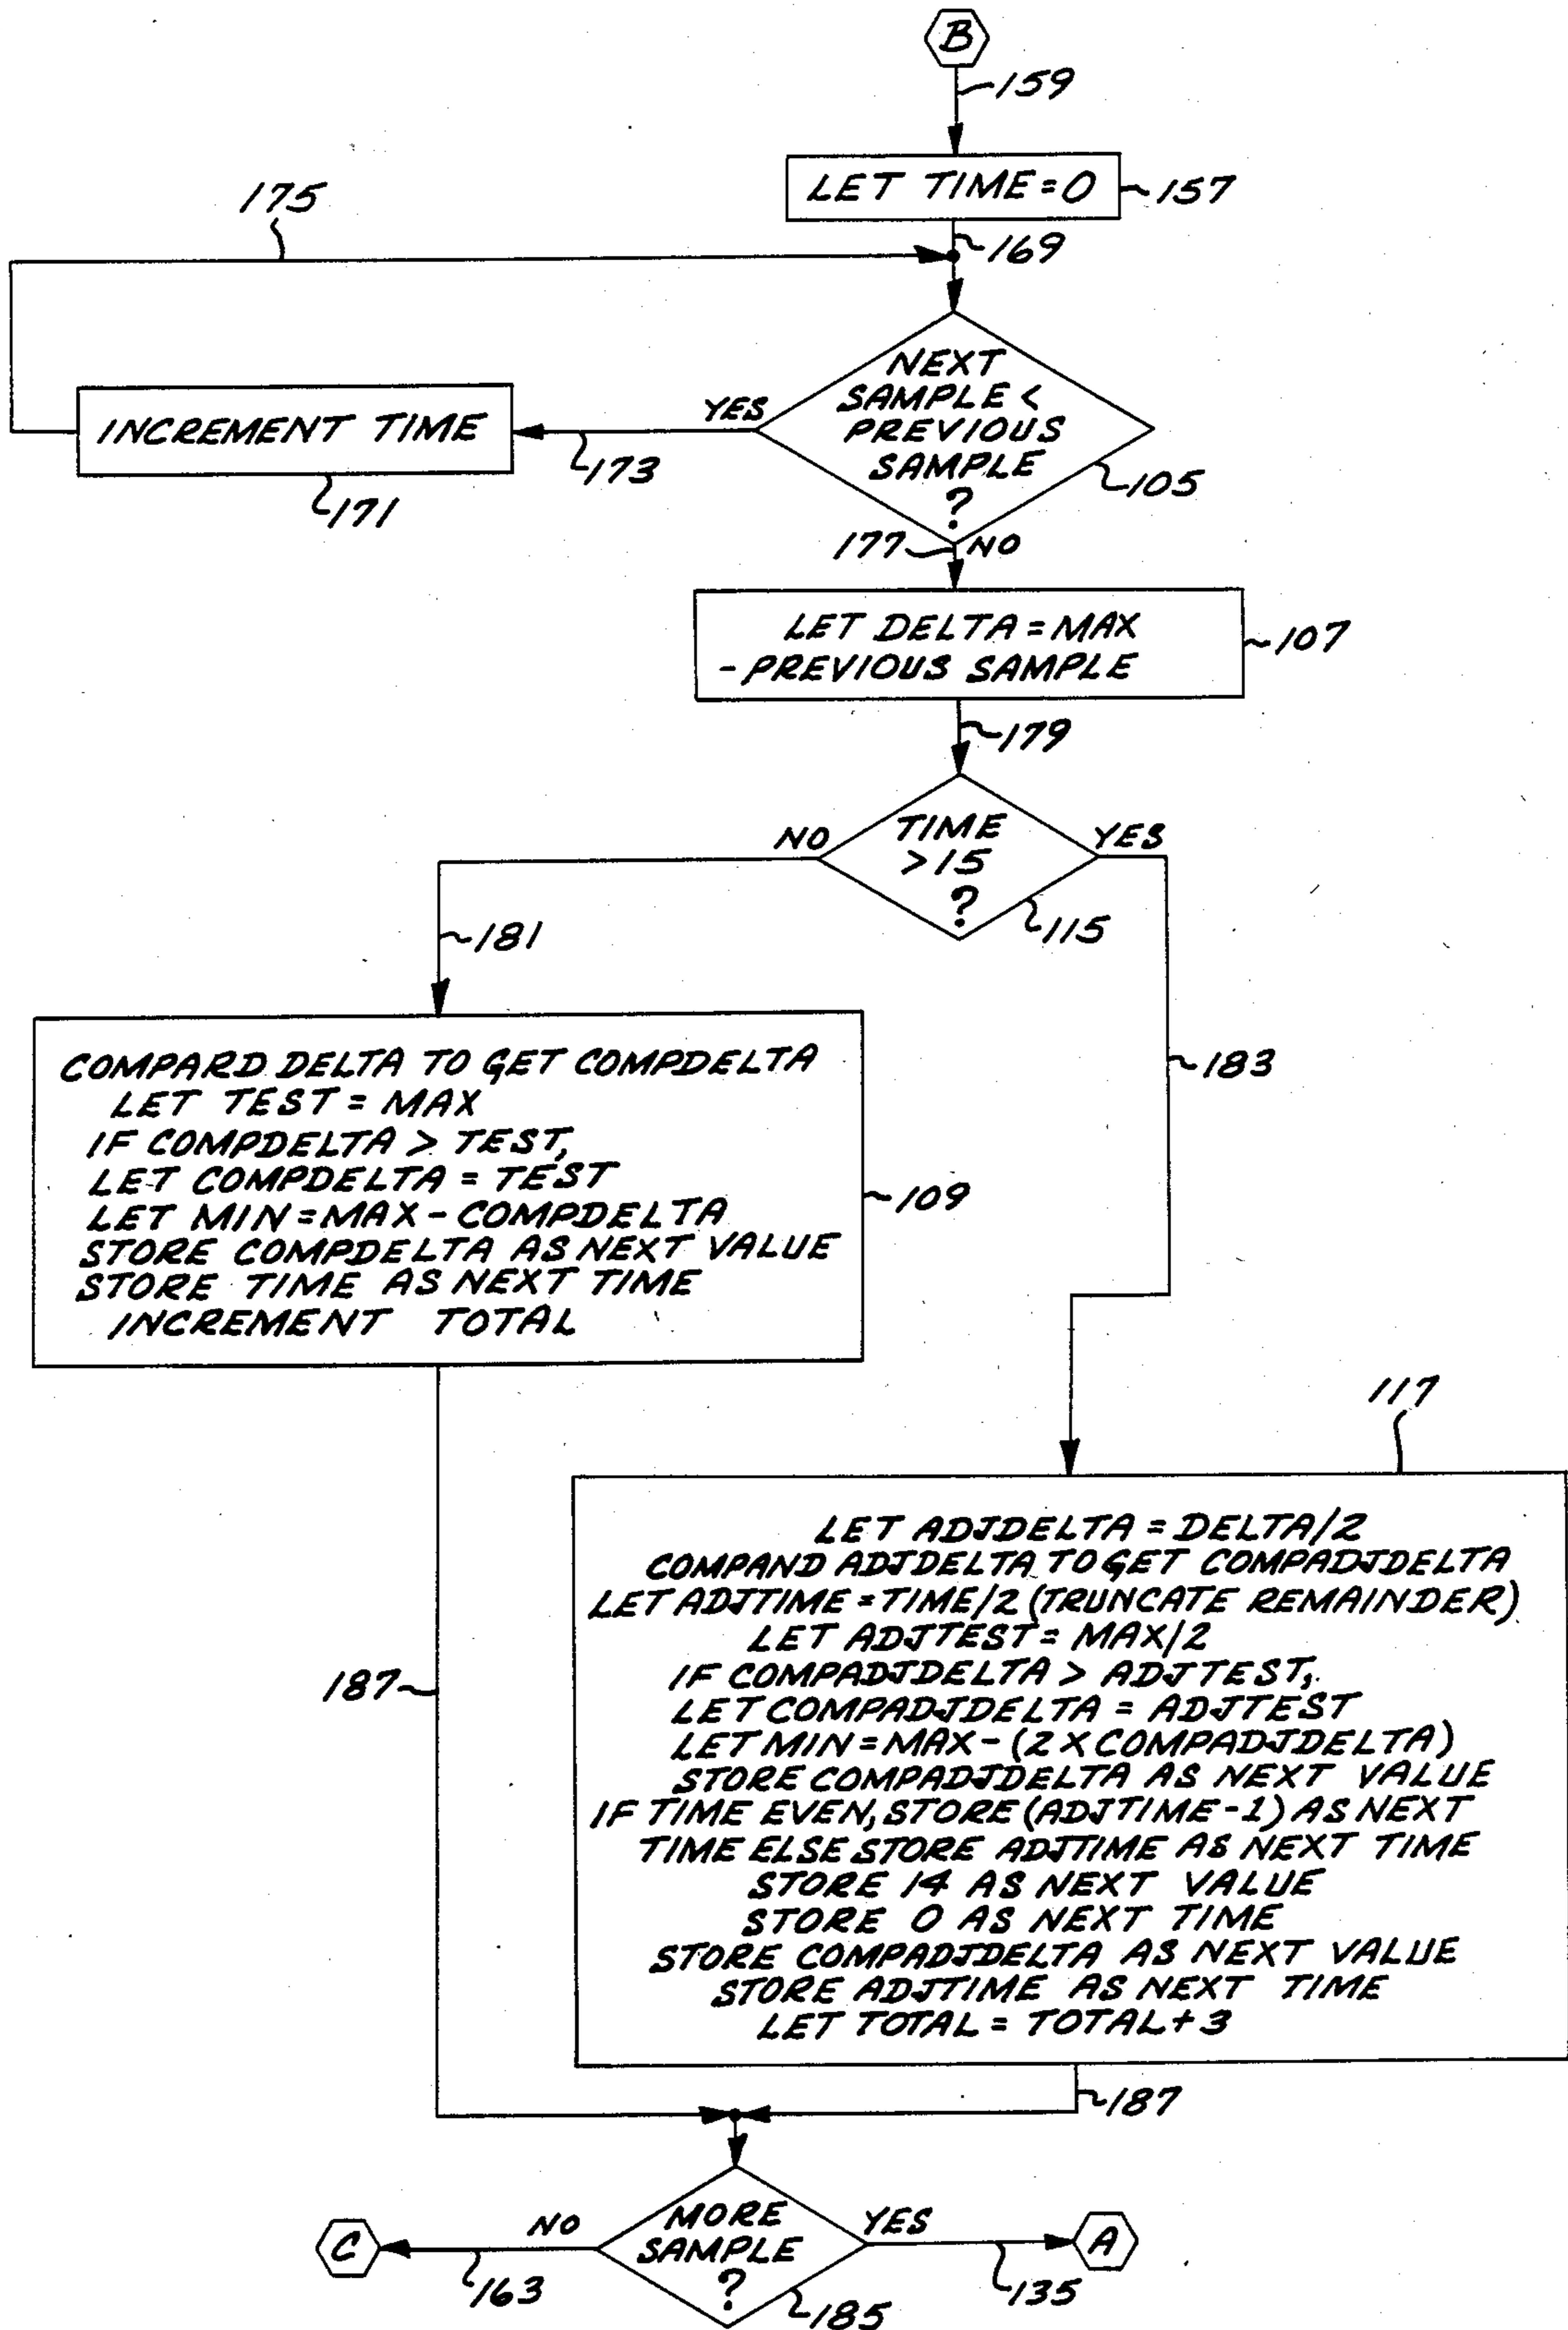 B
159
LET TIME=0
157
175
169
NEXT
SAMPLE <
PREVIOUS
SAMPLE
?
YES
INCREMENT TIME
173
105
171
177
NO
LET DELTA = MAX
- PREVIOUS SAMPLE
107
179
TIME
>15
?
NO
YES
115
181
183
COMPARD DELTA TO GET COMPDELTA
LET TEST = MAX
IF COMPDELTA > TEST,
LET COMPDELTA = TEST
LET MIN=MAX-COMPDELTA
STORE COMPDELTA AS NEXT VALUE
STORE TIME AS NEXT TIME
INCREMENT TOTAL
109
117
LET ADJDELTA = DELTA/2
COMPAND ADJDELTA TO GET COMPADJDELTA
LET ADJTIME = TIME/2 (TRUNCATE REMAINDER)
LET ADJTEST = MAX/2
IF COMPADJDELTA > ADJTEST,
LET COMPADJDELTA = ADJTEST
LET MIN=MAX-(2 X COMPADJDELTA)
STORE COMPADJDELTA AS NEXT VALUE
IF TIME EVEN, STORE (ADJTIME-1) AS NEXT
TIME ELSE STORE ADJTIME AS NEXT TIME
STORE 14 AS NEXT VALUE
STORE 0 AS NEXT TIME
STORE COMPADJDELTA AS NEXT VALUE
STORE ADJTIME AS NEXT TIME
LET TOTAL = TOTAL+3
187
187
MORE
SAMPLE
?
NO
YES
C
A
163
185
135